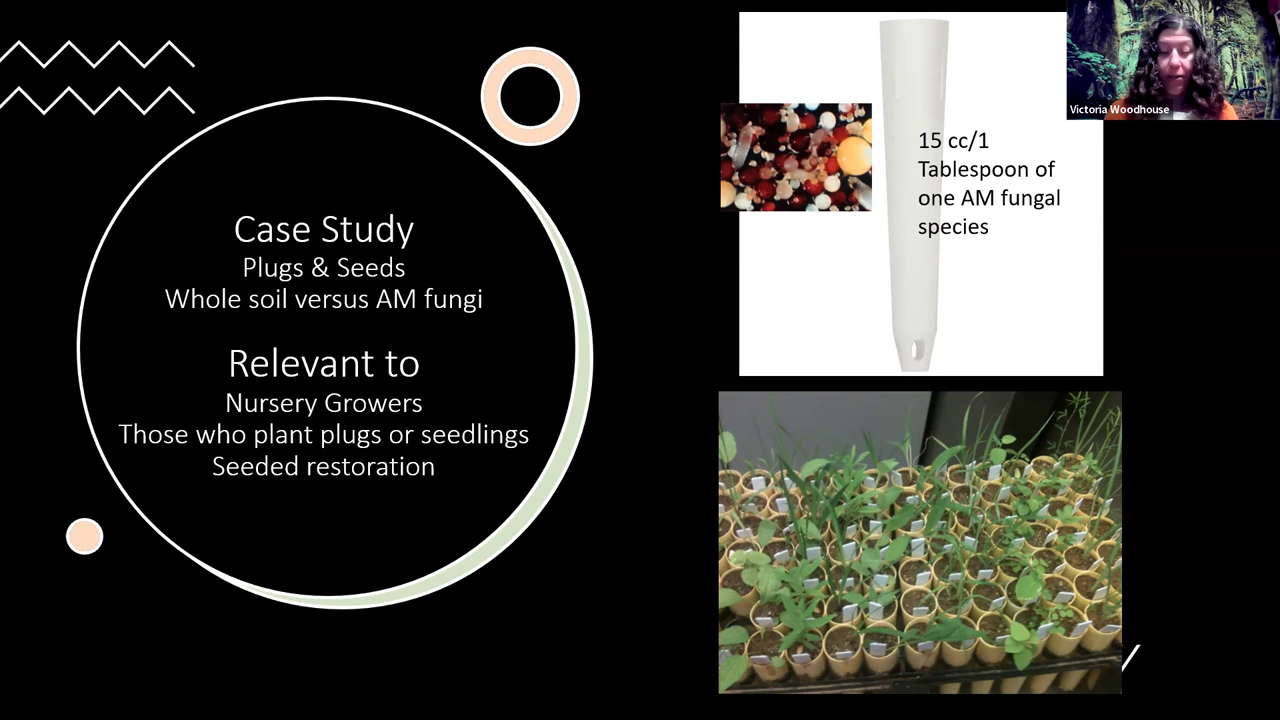 Case Study
Plugs & Seeds
Whole soil versus AM fungi
Relevant to
Nursery Growers
Those who plant plugs or seedlings
Seeded restoration
15 cc/1
Tablespoon of
one AM fungal
species
Victoria Woodhouse